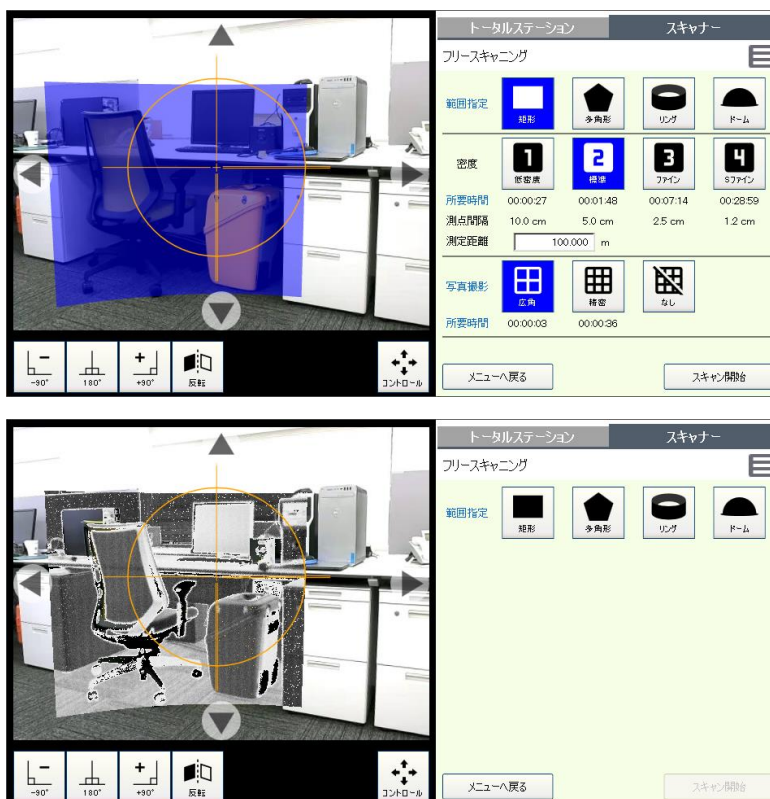 トータルステーション スキャナー
フリースキャニング
範囲指定 矩形 多角形 リング ドーム
密度 1 低密度 2 標準 3 ファイン 4 Sファイン
所要時間 00:00:27 00:01:48 00:07:14 00:28:59
測点間隔 10.0 cm 5.0 cm 2.5 cm 1.2 cm
測定距離 100.000 m
写真撮影 広角 精密 なし
所要時間 00:00:03 00:00:36
-90° 180° +90° 反転 コントロール
メニューへ戻る スキャン開始
トータルステーション スキャナー
フリースキャニング
範囲指定 矩形 多角形 リング ドーム
-90° 180° +90° 反転 コントロール
メニューへ戻る スキャン開始